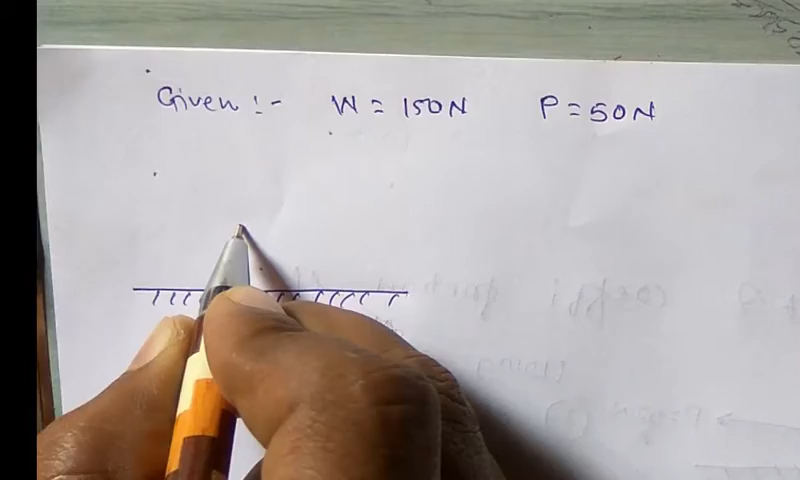 Given :- W = 150N P = 50N